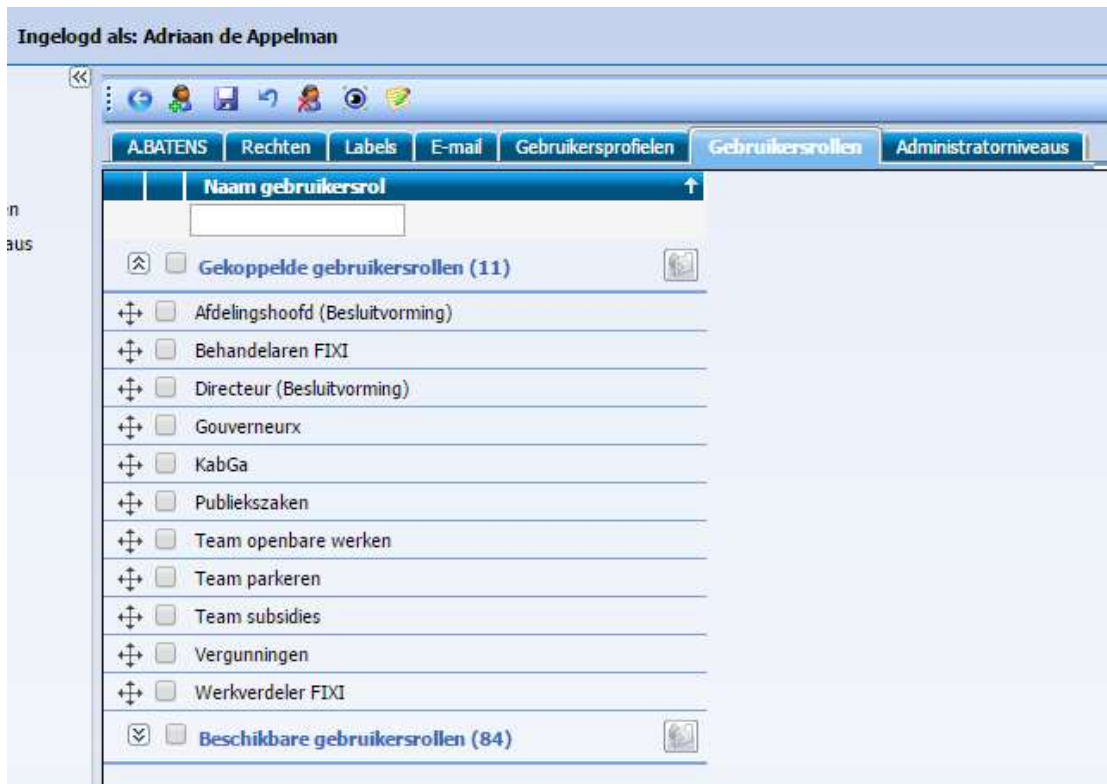 Ingelogd als: Adriaan de Appelman
A.BATENS Rechten Labels E-mail Gebruikersprofielen Gebruikersrollen Administratorniveaus
Naam gebruikersrol
en
aus
Gekoppelde gebruikersrollen (11)
Afdelingshoofd (Besluitvorming)
Behandelaren FIXI
Directeur (Besluitvorming)
Gouverneurx
KabGa
Publiekszaken
Team openbare werken
Team parkeren
Team subsidies
Vergunningen
Werkverdeler FIXI
Beschikbare gebruikersrollen (84)